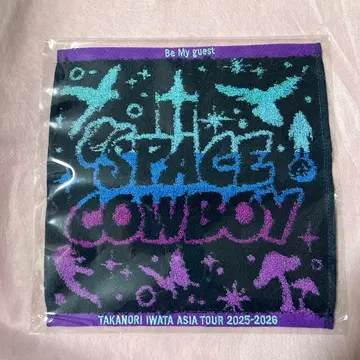 Be My guest
SPACE
COWBOY
TAKANORI IWATA ASIA TOUR 2025-2026